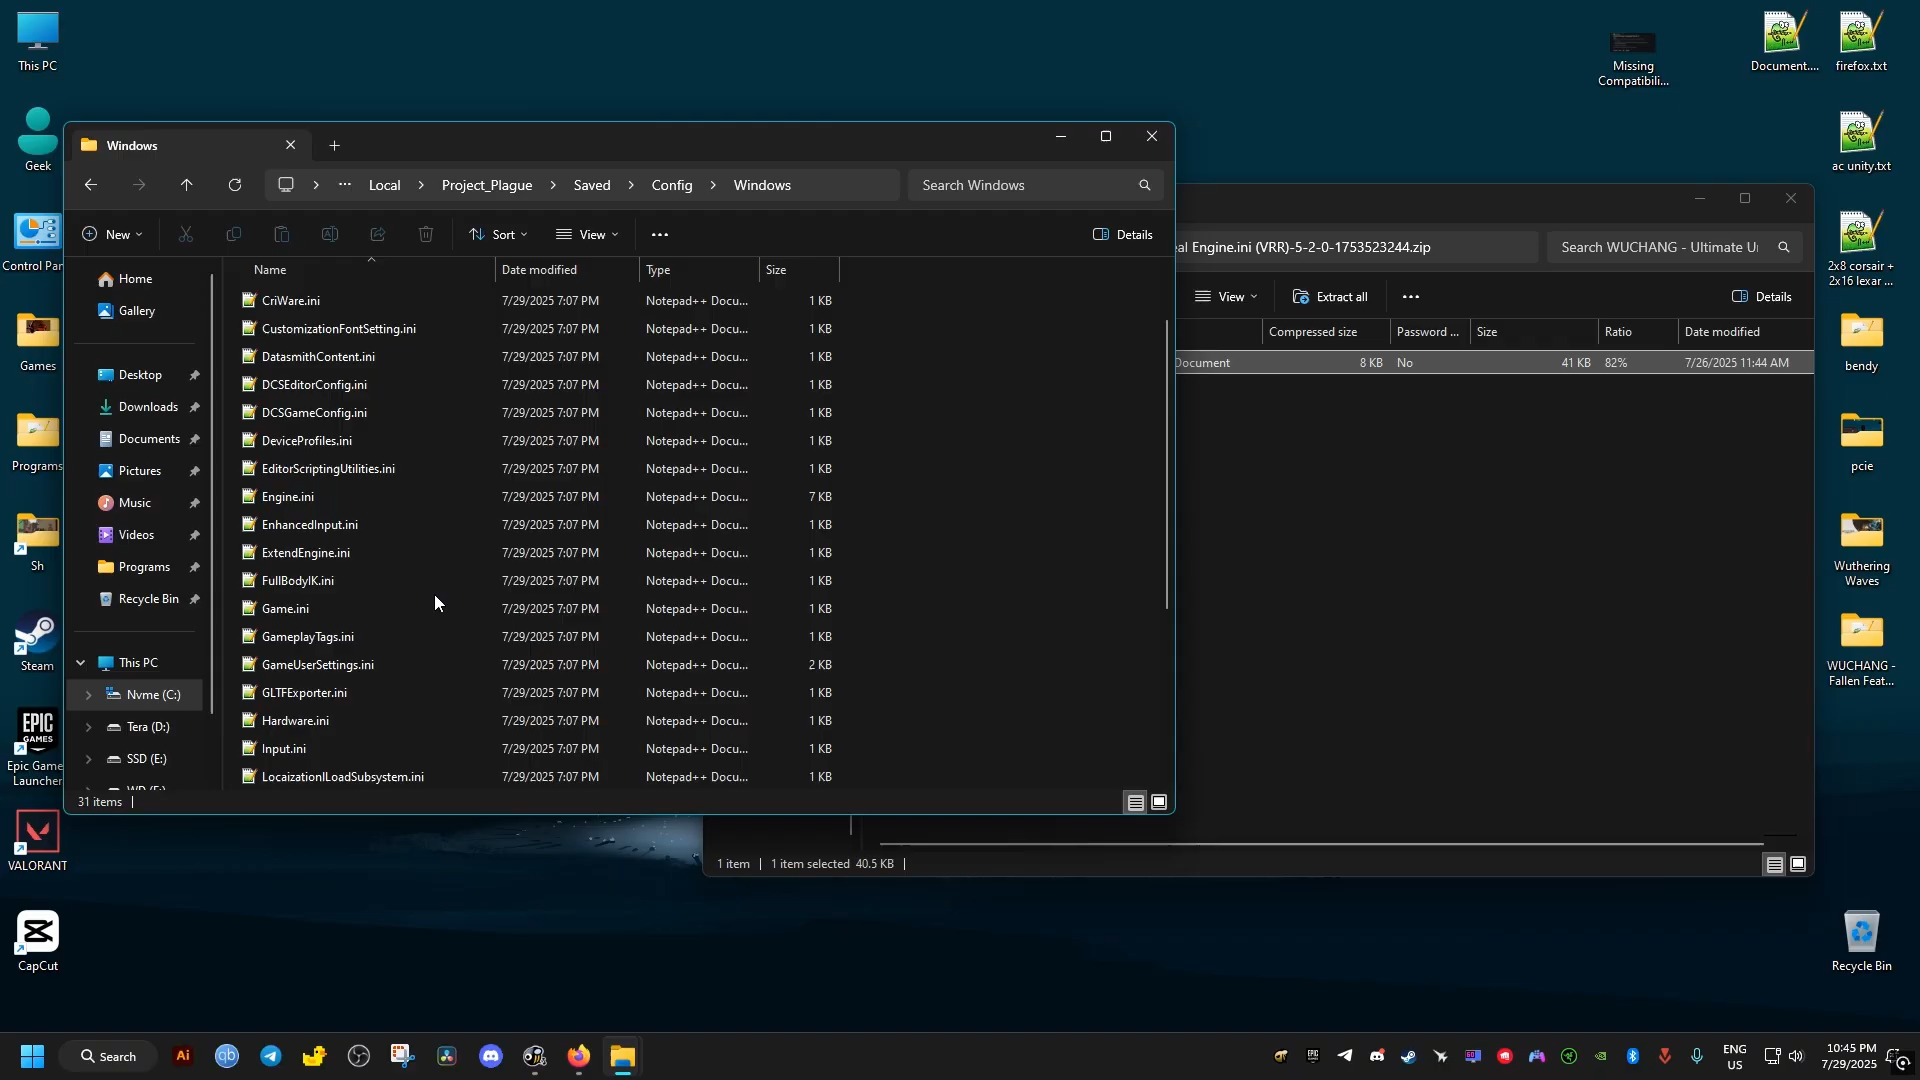 This PC
Geek
Control Pan
Games
Programs
Sh
Steam
EPIC
GAMES
Epic Game
Launcher
VALORANT
CapCut
Missing
Compatibili...
Document....
firefox.txt
ac unity.txt
2x8 corsair +
2x16 lexar ...
bendy
pcie
Wuthering
Waves
WUCHANG -
Fallen Feat...
Recycle Bin
Windows
... Local > Project_Plague > Saved > Config > Windows
Search Windows
New
Sort
View
...
Details
Home
Gallery
Desktop
Downloads
Documents
Pictures
Music
Videos
Programs
Recycle Bin
This PC
Nvme (C:)
Tera (D:)
SSD (E:)
Name Date modified Type Size
CriWare.ini 7/29/2025 7:07 PM Notepad++ Docu... 1 KB
CustomizationFontSetting.ini 7/29/2025 7:07 PM Notepad++ Docu... 1 KB
DatasmithContent.ini 7/29/2025 7:07 PM Notepad++ Docu... 1 KB
DCSEditorConfig.ini 7/29/2025 7:07 PM Notepad++ Docu... 1 KB
DCSGameConfig.ini 7/29/2025 7:07 PM Notepad++ Docu... 1 KB
DeviceProfiles.ini 7/29/2025 7:07 PM Notepad++ Docu... 1 KB
EditorScriptingUtilities.ini 7/29/2025 7:07 PM Notepad++ Docu... 1 KB
Engine.ini 7/29/2025 7:07 PM Notepad++ Docu... 7 KB
EnhancedInput.ini 7/29/2025 7:07 PM Notepad++ Docu... 1 KB
ExtendEngine.ini 7/29/2025 7:07 PM Notepad++ Docu... 1 KB
FullBodyIK.ini 7/29/2025 7:07 PM Notepad++ Docu... 1 KB
Game.ini 7/29/2025 7:07 PM Notepad++ Docu... 1 KB
GameplayTags.ini 7/29/2025 7:07 PM Notepad++ Docu... 1 KB
GameUserSettings.ini 7/29/2025 7:07 PM Notepad++ Docu... 2 KB
GLTFExporter.ini 7/29/2025 7:07 PM Notepad++ Docu... 1 KB
Hardware.ini 7/29/2025 7:07 PM Notepad++ Docu... 1 KB
Input.ini 7/29/2025 7:07 PM Notepad++ Docu... 1 KB
LocaizationlLoadSubsystem.ini 7/29/2025 7:07 PM Notepad++ Docu... 1 KB
31 items
al Engine.ini (VRR)-5-2-0-1753523244.zip
Search WUCHANG - Ultimate U
View
Extract all
...
Details
Compressed size Password ... Size Ratio Date modified
Document 8 KB No 41 KB 82% 7/26/2025 11:44 AM
1 item 1 item selected 40.5 KB
Search
Ai
qb
ENG
US
10:45 PM
7/29/2025